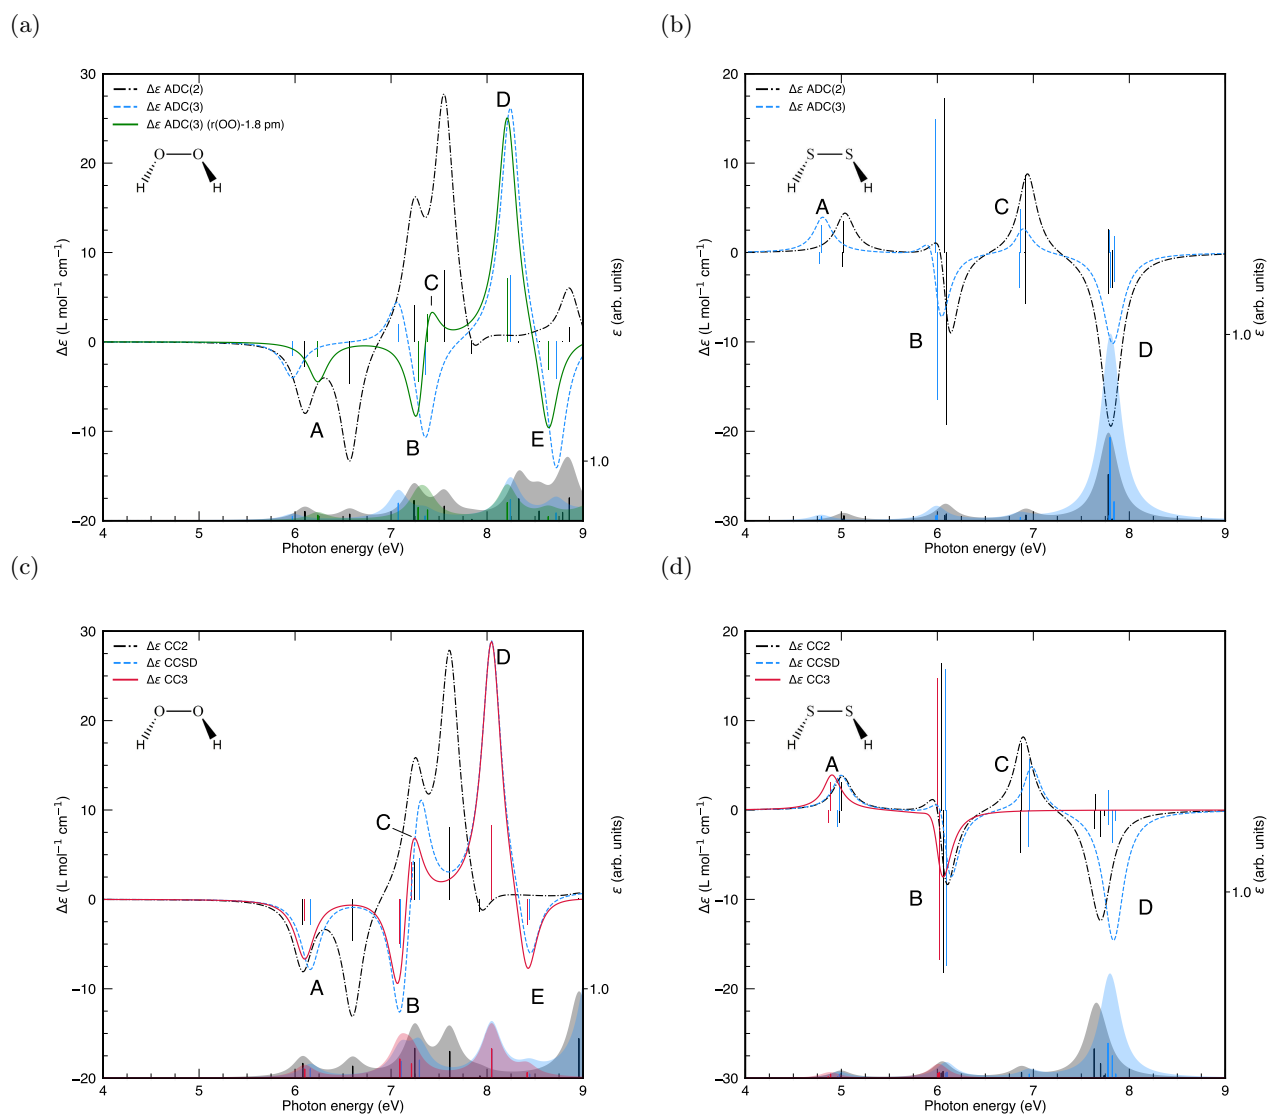 (a)
30
20
10
0
−10
−20
4 5 6 7 8 9
Δε (L mol⁻¹ cm⁻¹)
Photon energy (eV)
ε (arb. units)
1.0
Δε ADC(2)
Δε ADC(3)
Δε ADC(3) (r(OO)-1.8 pm)
O O
H H
A
B
C
D
E
(b)
20
10
0
−10
−20
−30
4 5 6 7 8 9
Δε (L mol⁻¹ cm⁻¹)
Photon energy (eV)
ε (arb. units)
1.0
Δε ADC(2)
Δε ADC(3)
S S
H H
A
B
C
D
(c)
30
20
10
0
−10
−20
4 5 6 7 8 9
Δε (L mol⁻¹ cm⁻¹)
Photon energy (eV)
ε (arb. units)
1.0
Δε CC2
Δε CCSD
Δε CC3
O O
H H
A
B
C
D
E
(d)
20
10
0
−10
−20
−30
4 5 6 7 8 9
Δε (L mol⁻¹ cm⁻¹)
Photon energy (eV)
ε (arb. units)
1.0
Δε CC2
Δε CCSD
Δε CC3
S S
H H
A
B
C
D